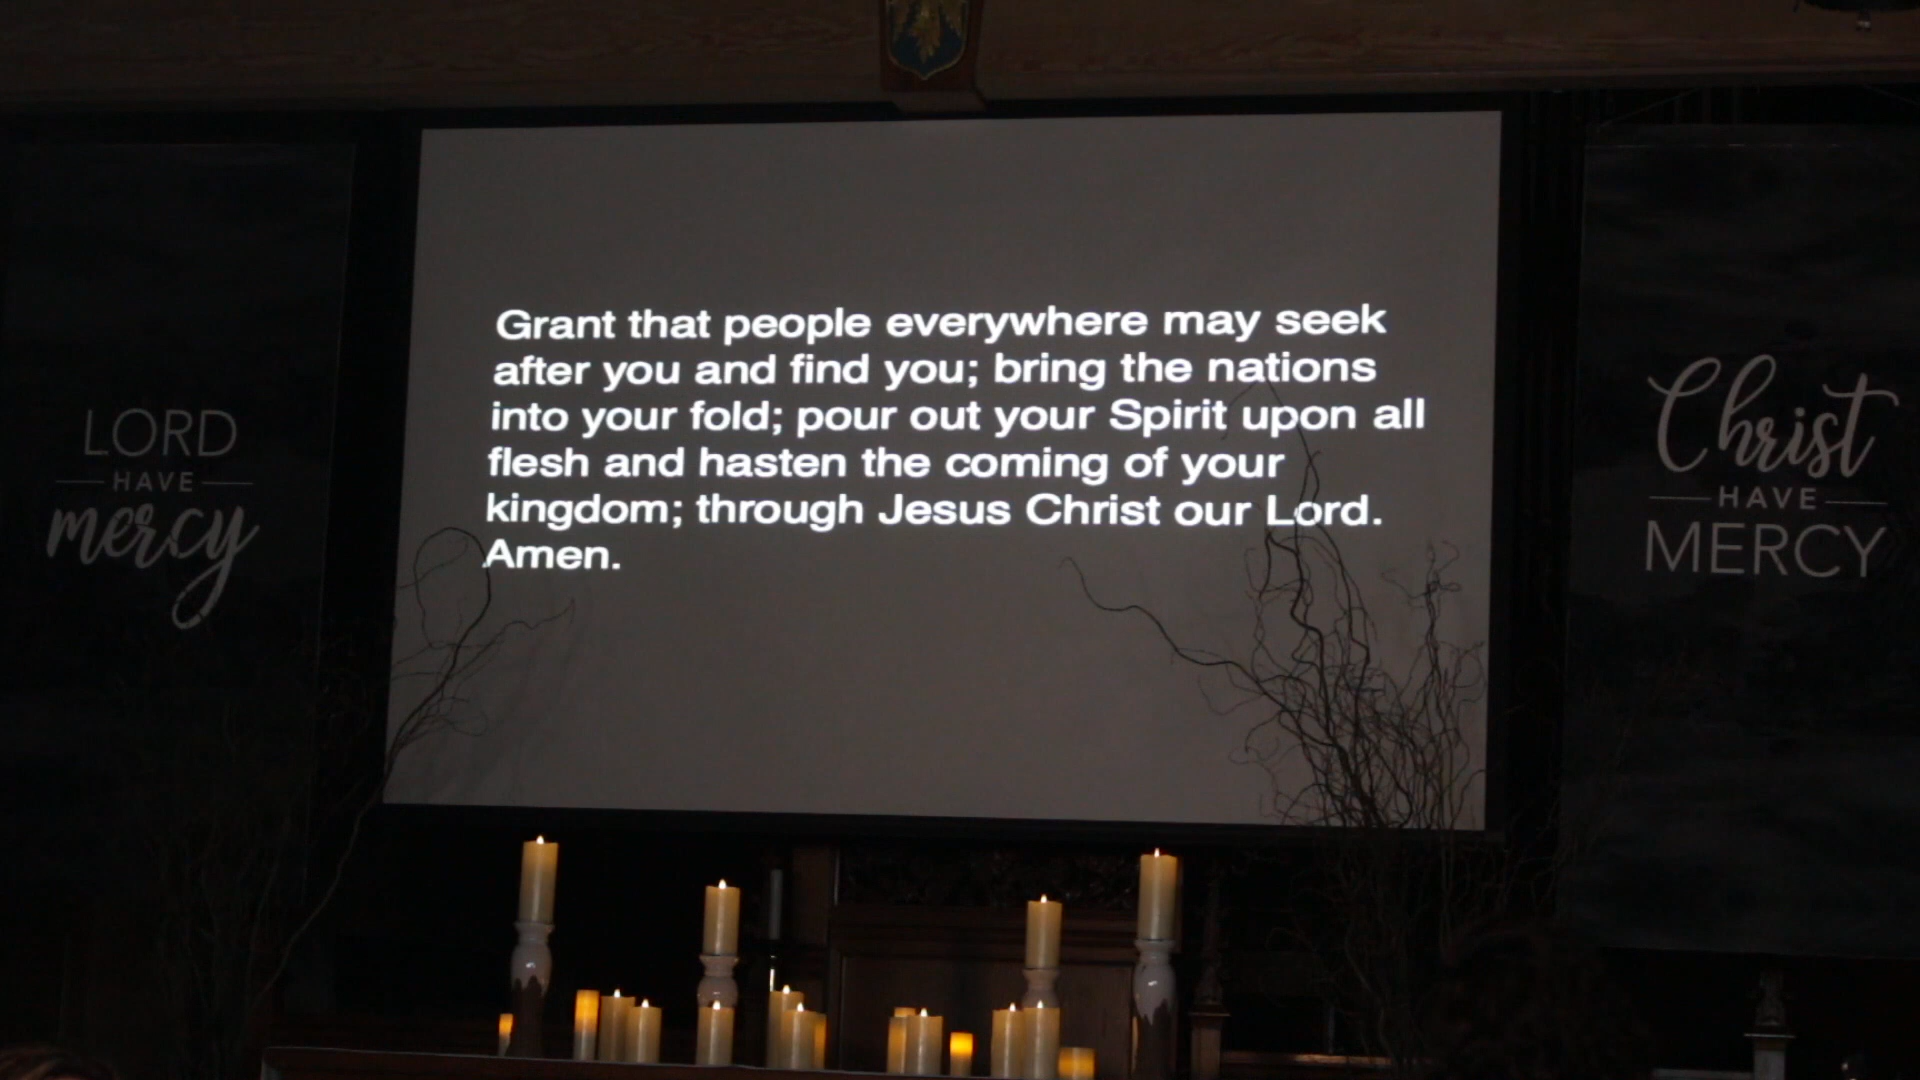 Grant that people everywhere may seek
after you and find you; bring the nations
into your fold; pour out your Spirit upon all
flesh and hasten the coming of your
kingdom; through Jesus Christ our Lord.
Amen.
LORD
HAVE
mercy
Christ
HAVE
MERCY